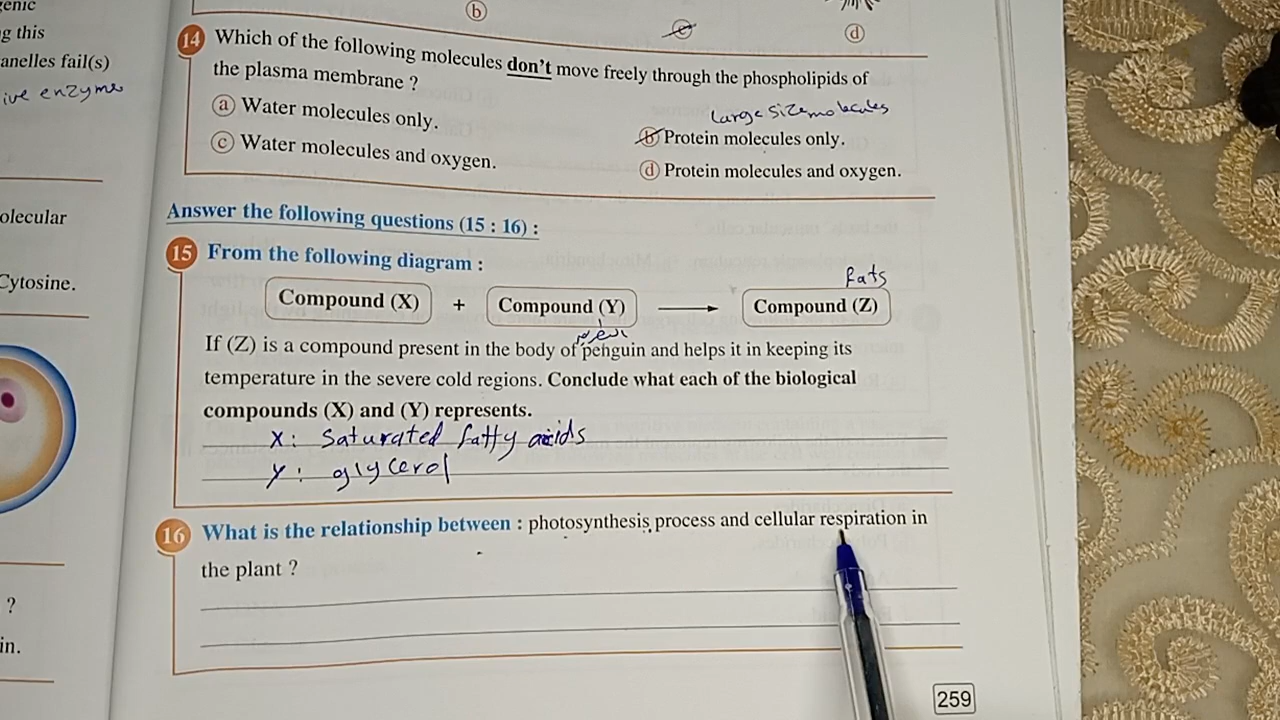 enic
g this
anelles fail(s)
ive enzyme
olecular
Cytosine.
?
in.
b
c
d
14 Which of the following molecules don't move freely through the phospholipids of
the plasma membrane ?
a Water molecules only.
large size molecules
b Protein molecules only.
c Water molecules and oxygen.
d Protein molecules and oxygen.
Answer the following questions (15 : 16) :
15 From the following diagram :
Fats
Compound (X) + Compound (Y) → Compound (Z)
If (Z) is a compound present in the body of penguin and helps it in keeping its
temperature in the severe cold regions. Conclude what each of the biological
compounds (X) and (Y) represents.
X: Saturated fatty acids
Y: glycerol
16 What is the relationship between : photosynthesis process and cellular respiration in
the plant ?
259